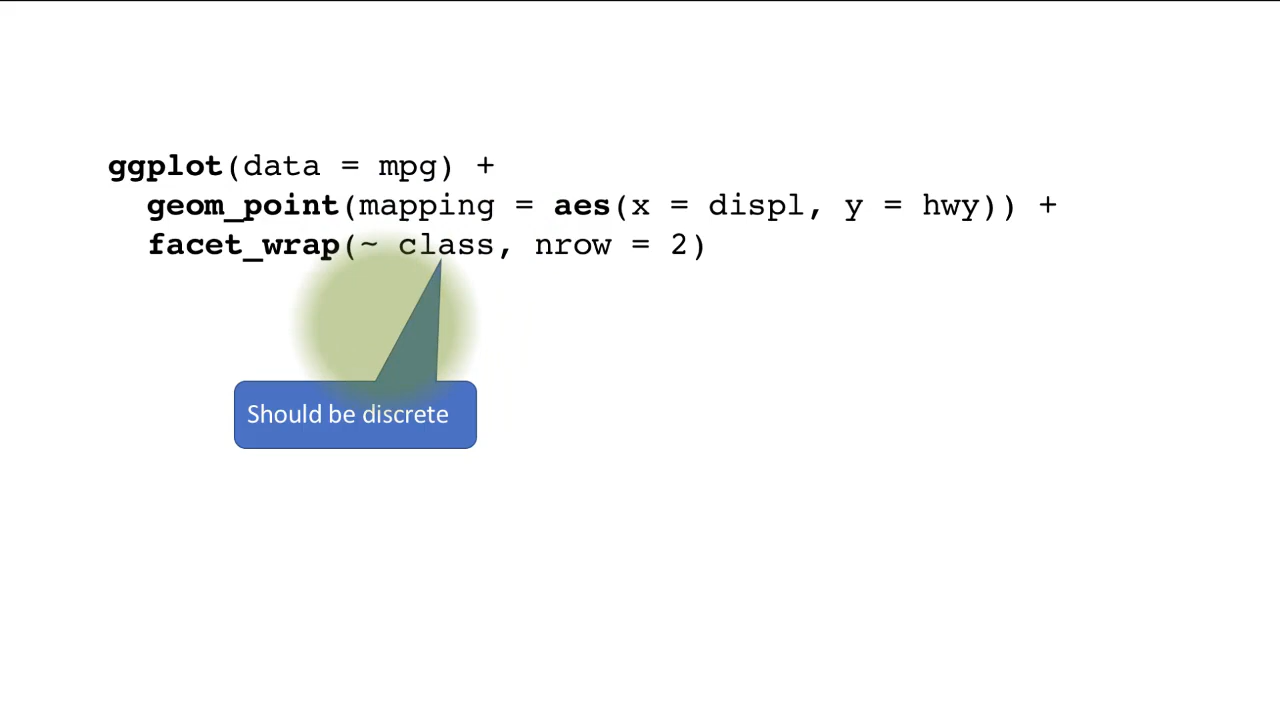 ggplot(data = mpg) +
  geom_point(mapping = aes(x = displ, y = hwy)) +
  facet_wrap(~ class, nrow = 2)
Should be discrete